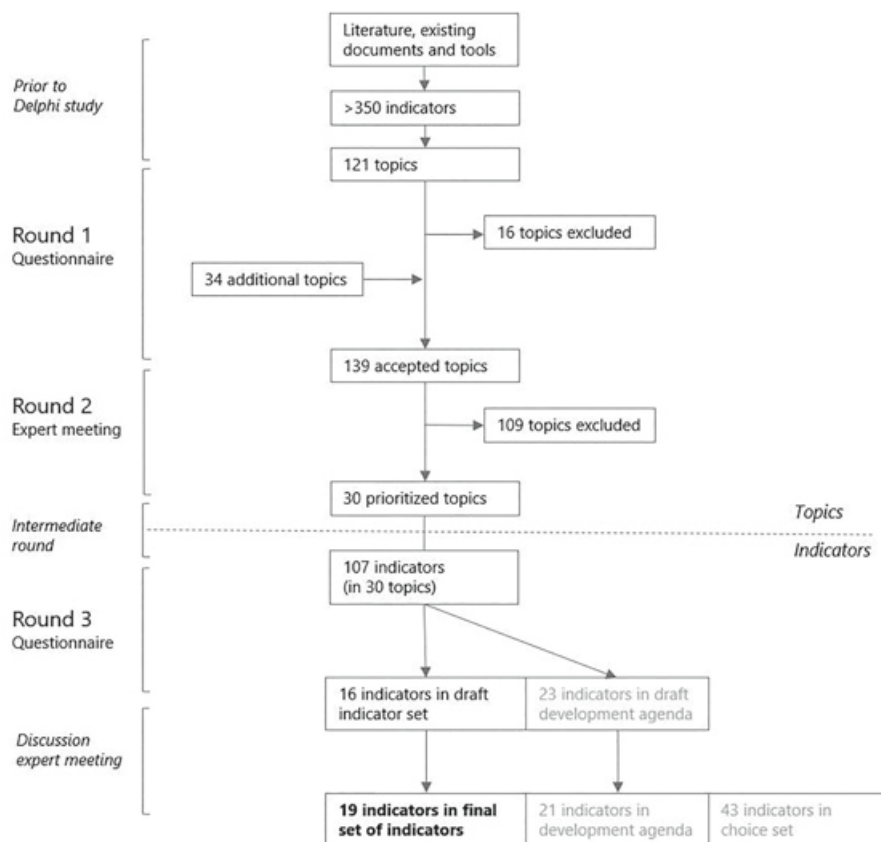 Literature, existing
documents and tools
Prior to
Delphi study
>350 indicators
121 topics
Round 1
Questionnaire
16 topics excluded
34 additional topics
139 accepted topics
Round 2
Expert meeting
109 topics excluded
30 prioritized topics
Intermediate
round
Topics
Indicators
107 indicators
(in 30 topics)
Round 3
Questionnaire
16 indicators in draft
indicator set
23 indicators in draft
development agenda
Discussion
expert meeting
19 indicators in final
set of indicators
21 indicators in
development agenda
43 indicators in
choice set